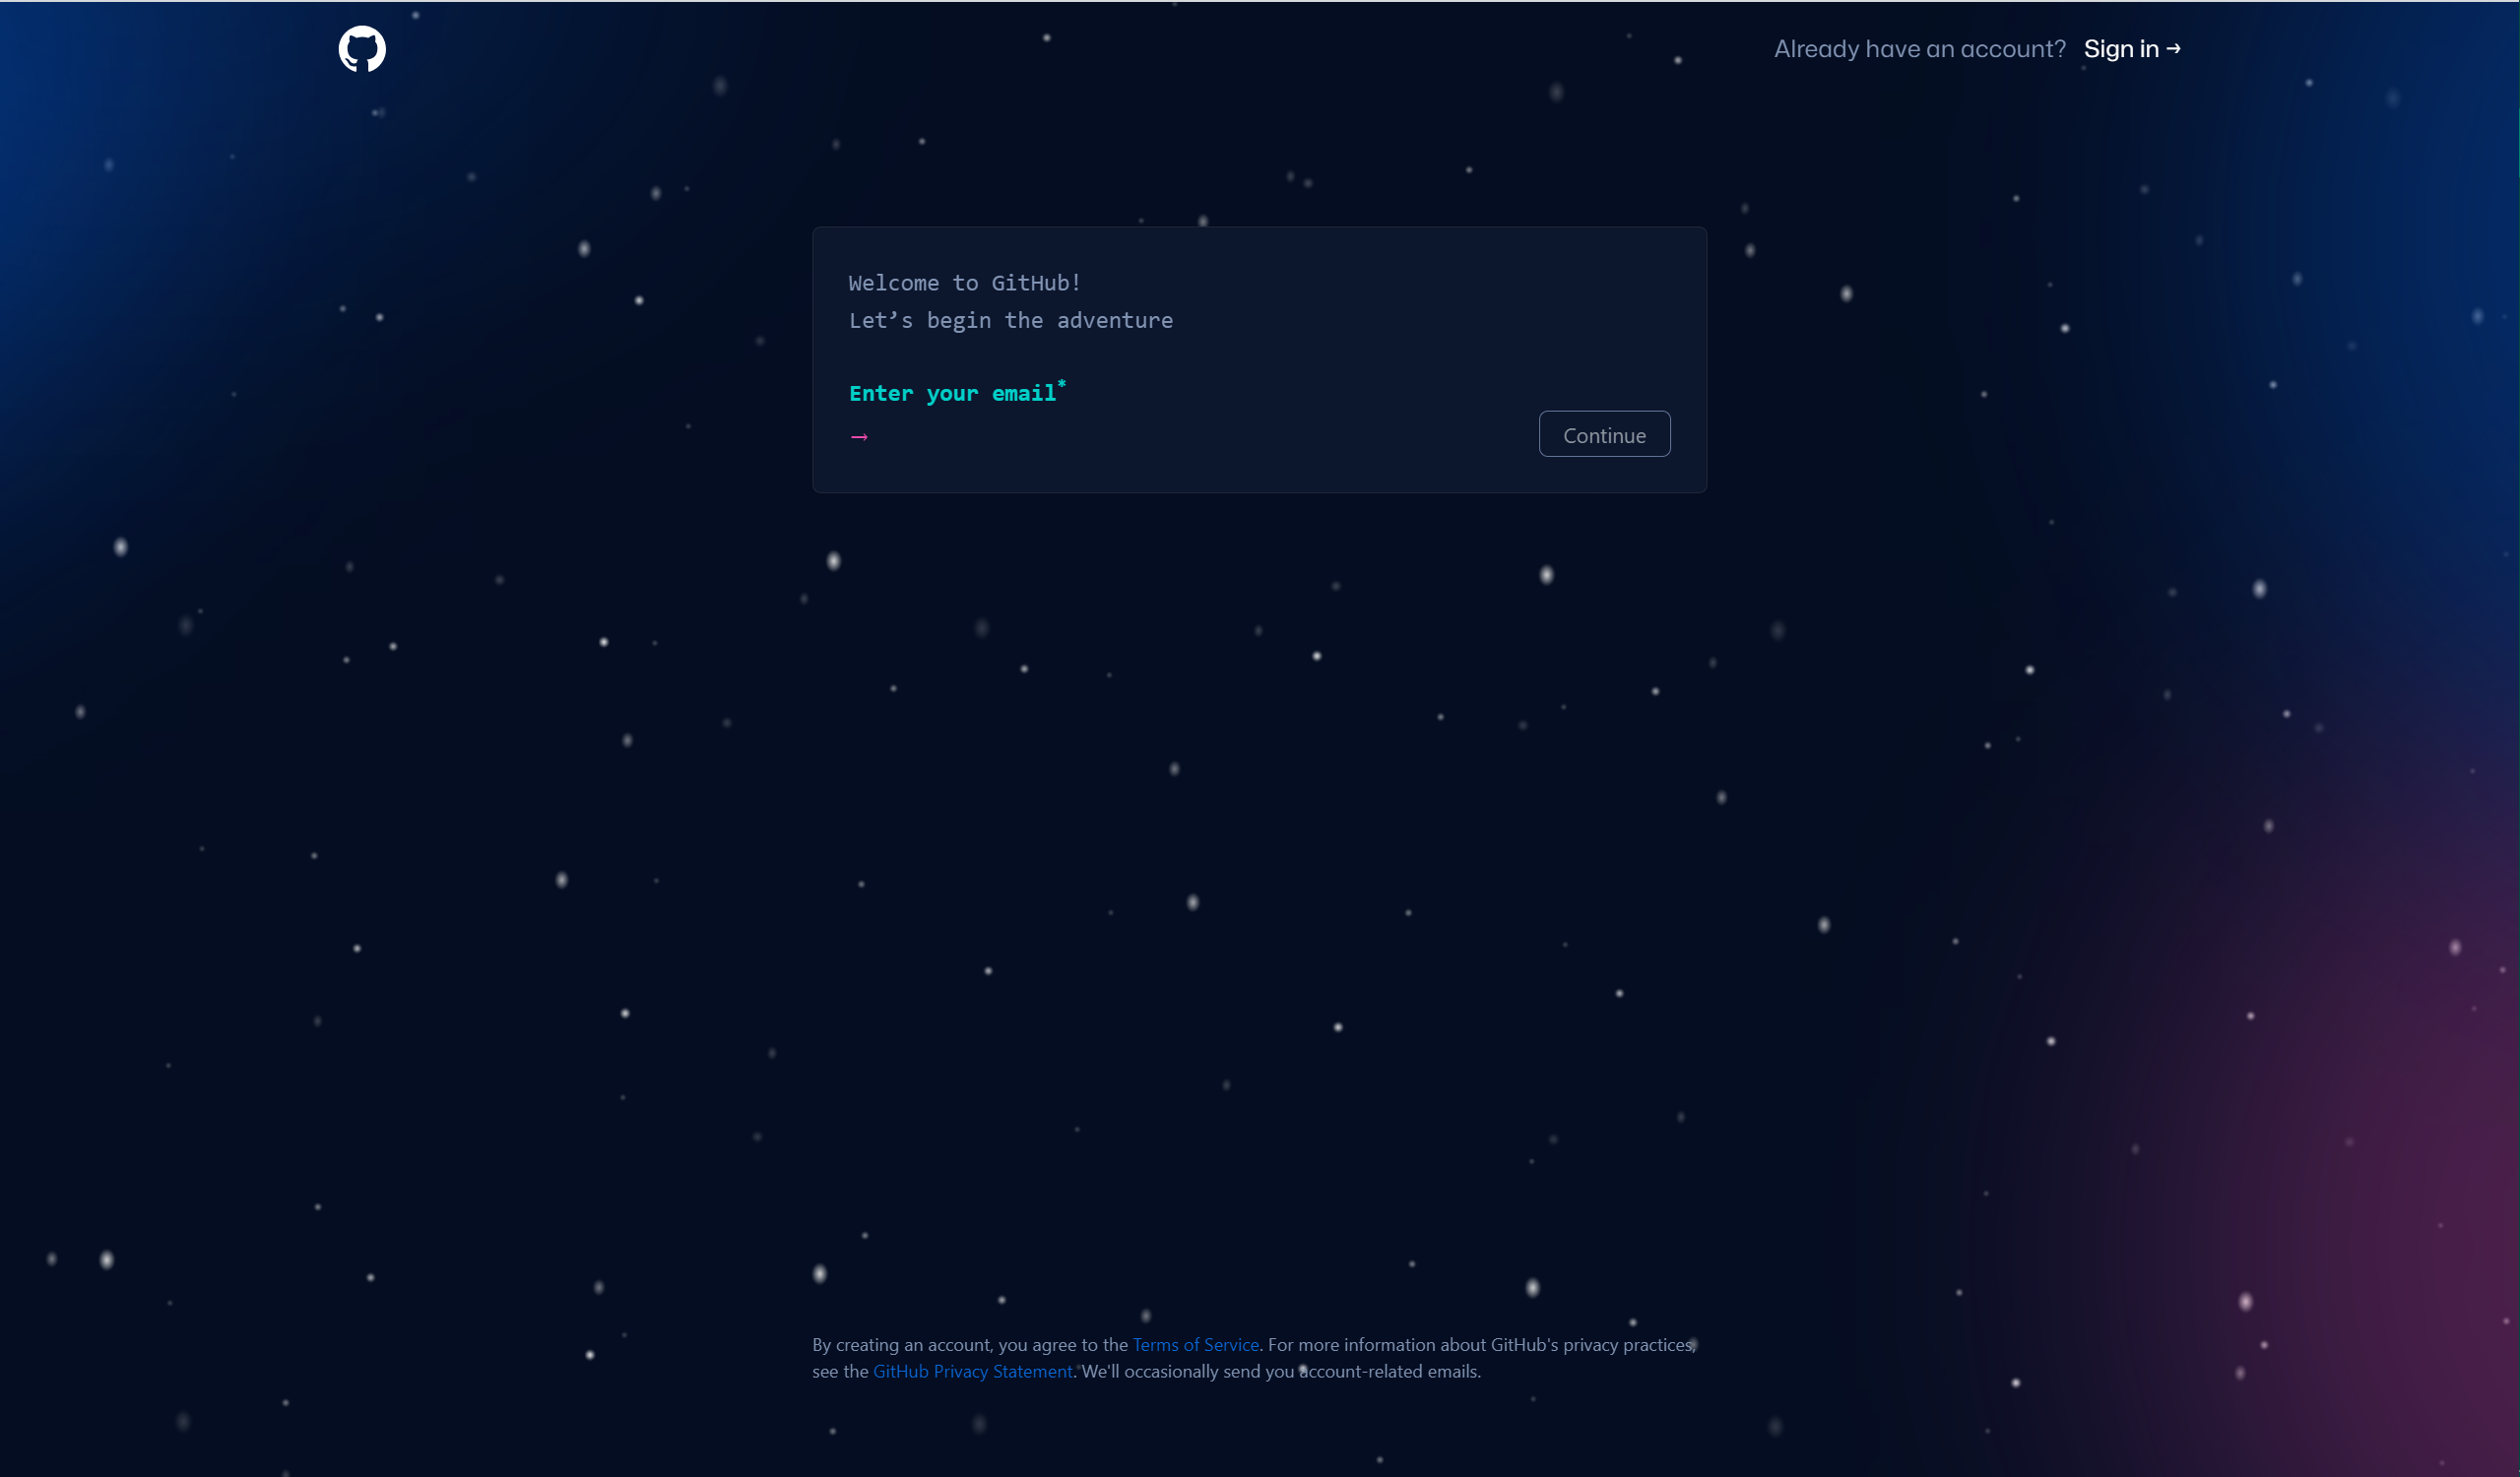 Already have an account? Sign in →
Welcome to GitHub!
Let’s begin the adventure
Enter your email*
→
Continue
By creating an account, you agree to the Terms of Service. For more information about GitHub's privacy practices,
see the GitHub Privacy Statement. We'll occasionally send you account-related emails.